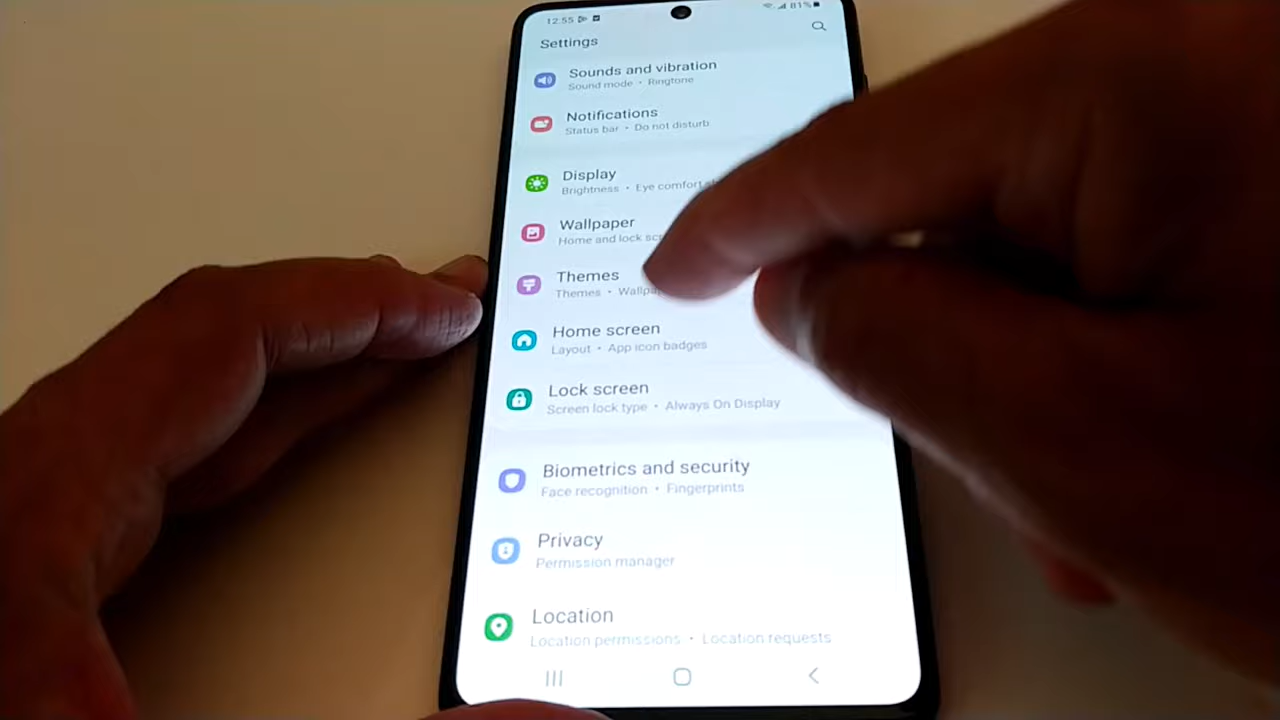 12:55
81%
Settings
Sounds and vibration
Sound mode • Ringtone
Notifications
Status bar • Do not disturb
Display
Brightness • Eye comfort
Wallpaper
Home and lock
Themes
Themes •
Home screen
Layout • App icon badges
Lock screen
Screen lock type • Always On Display
Biometrics and security
Face recognition • Fingerprints
Privacy
Permission manager
Location
Location permissions • Location requests